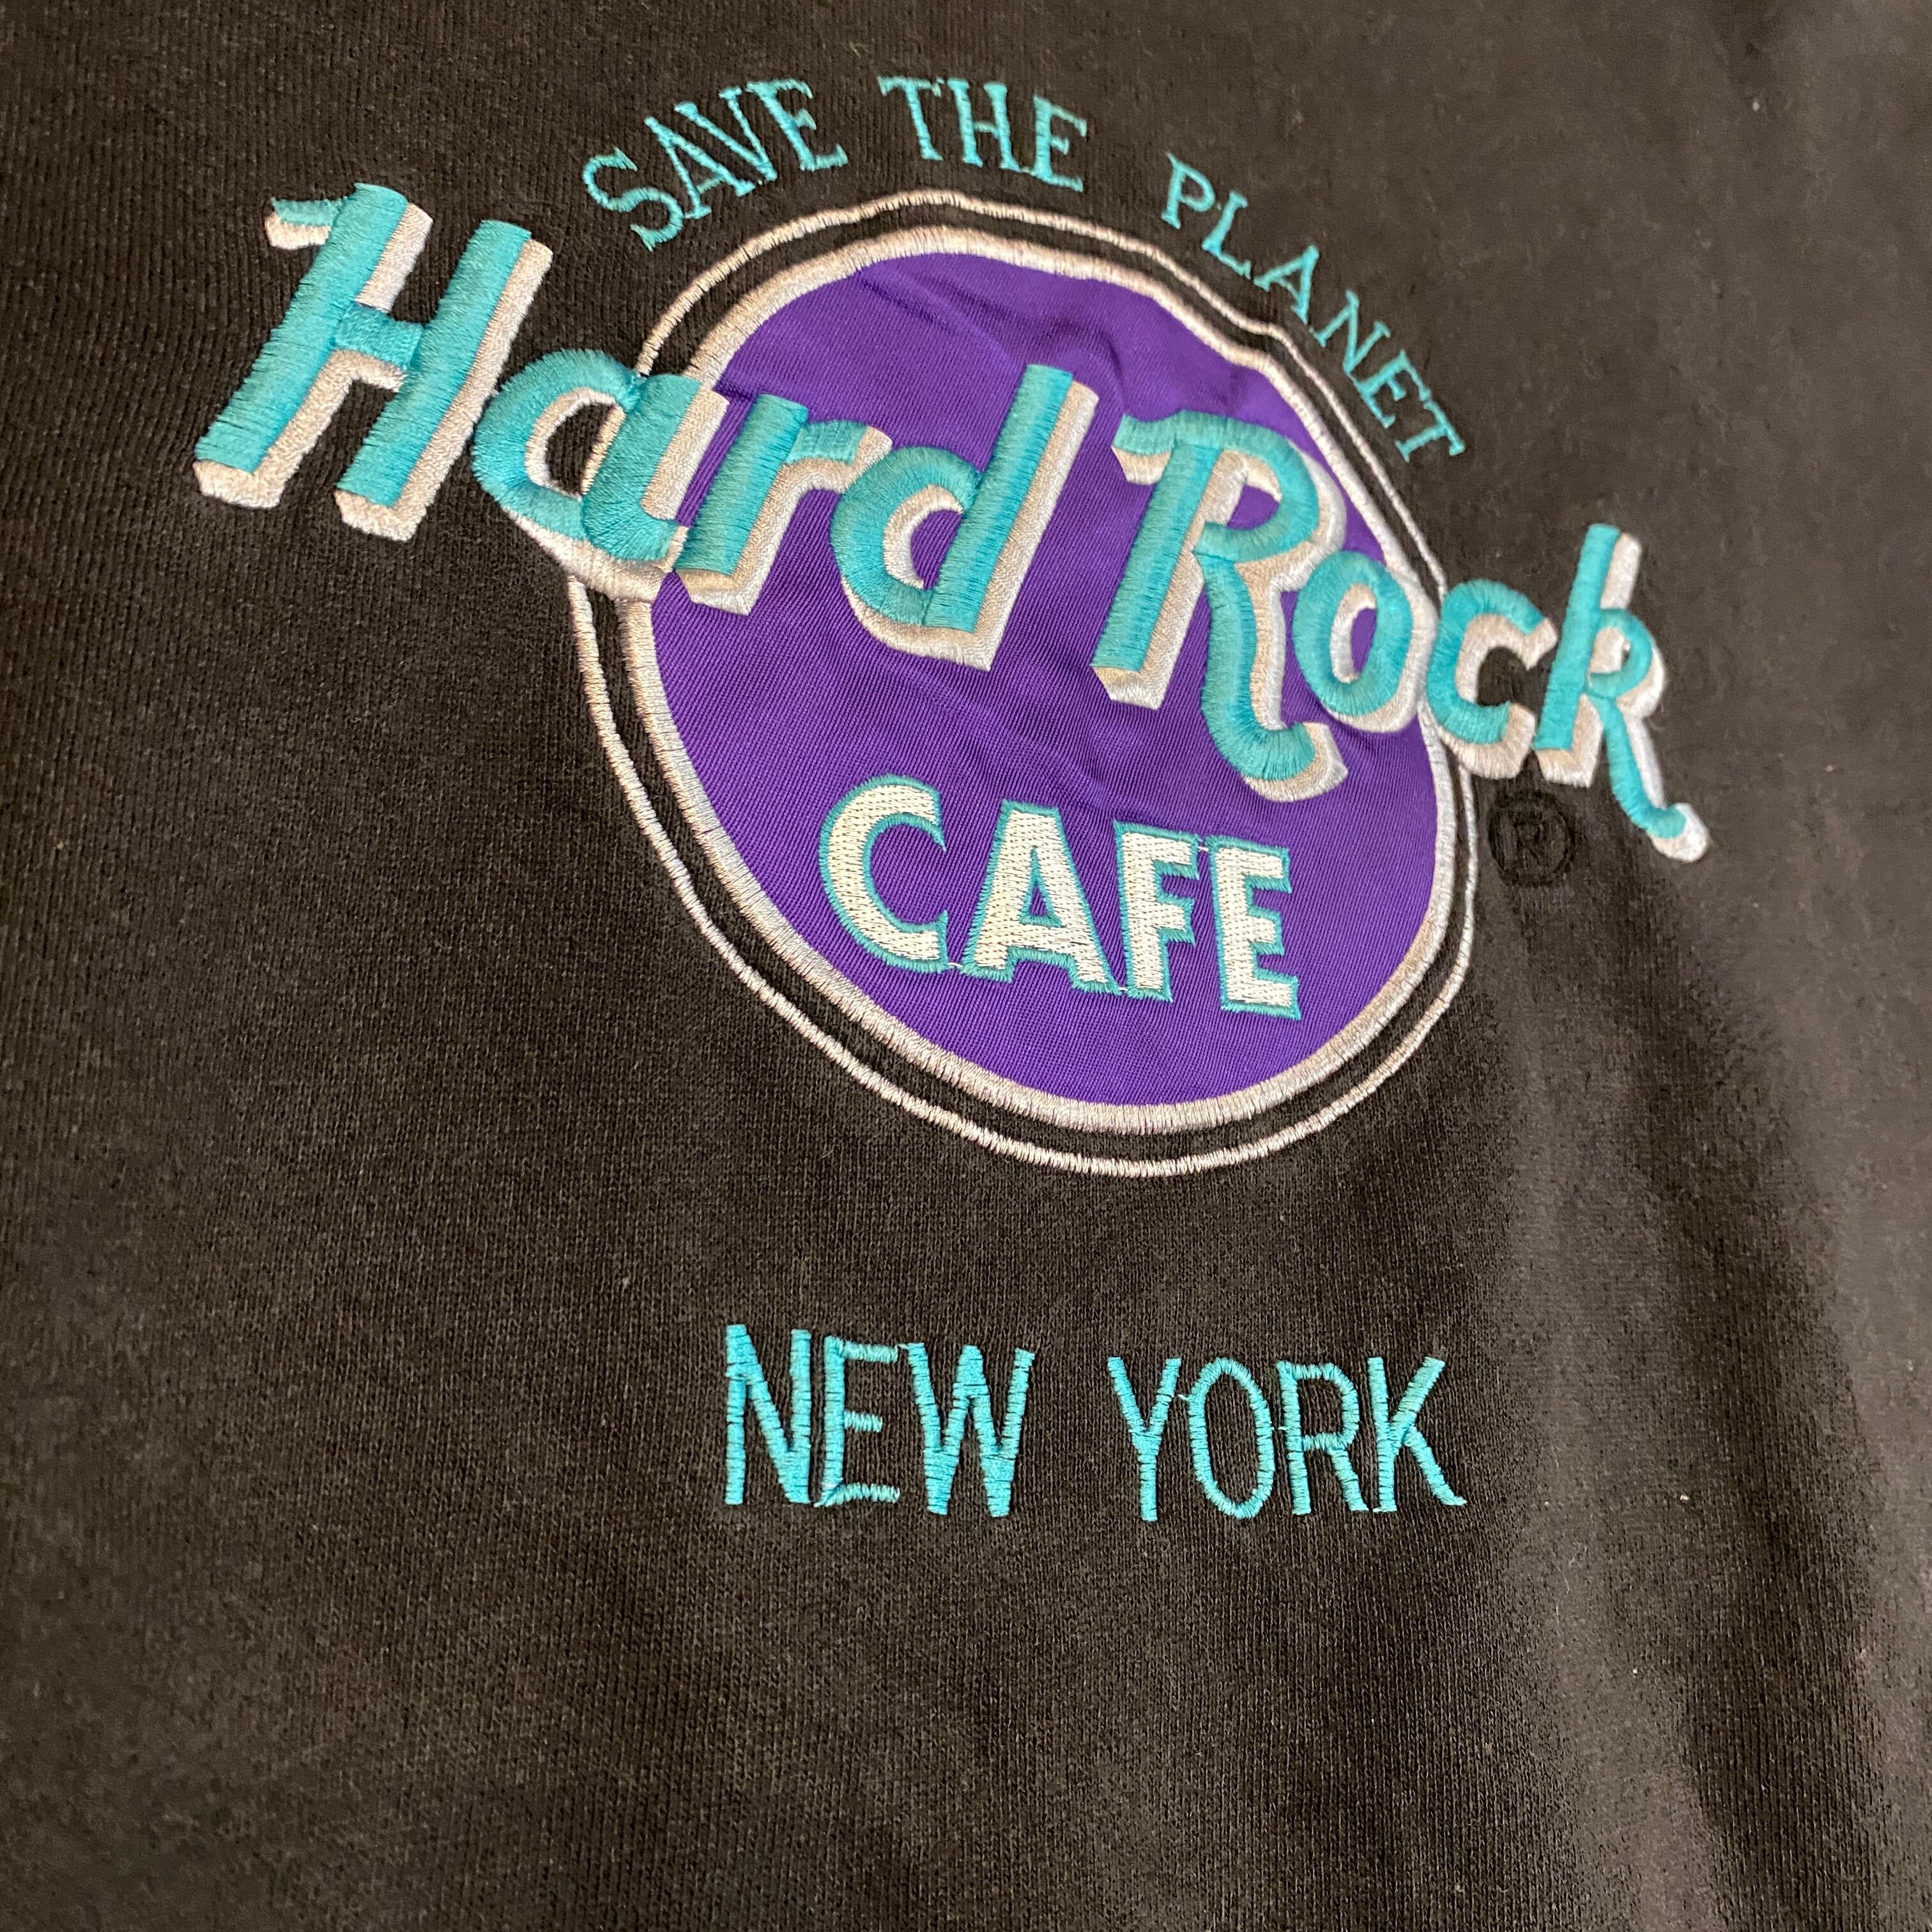 SAVE THE PLANET
Hard Rock
®
CAFE
NEW YORK